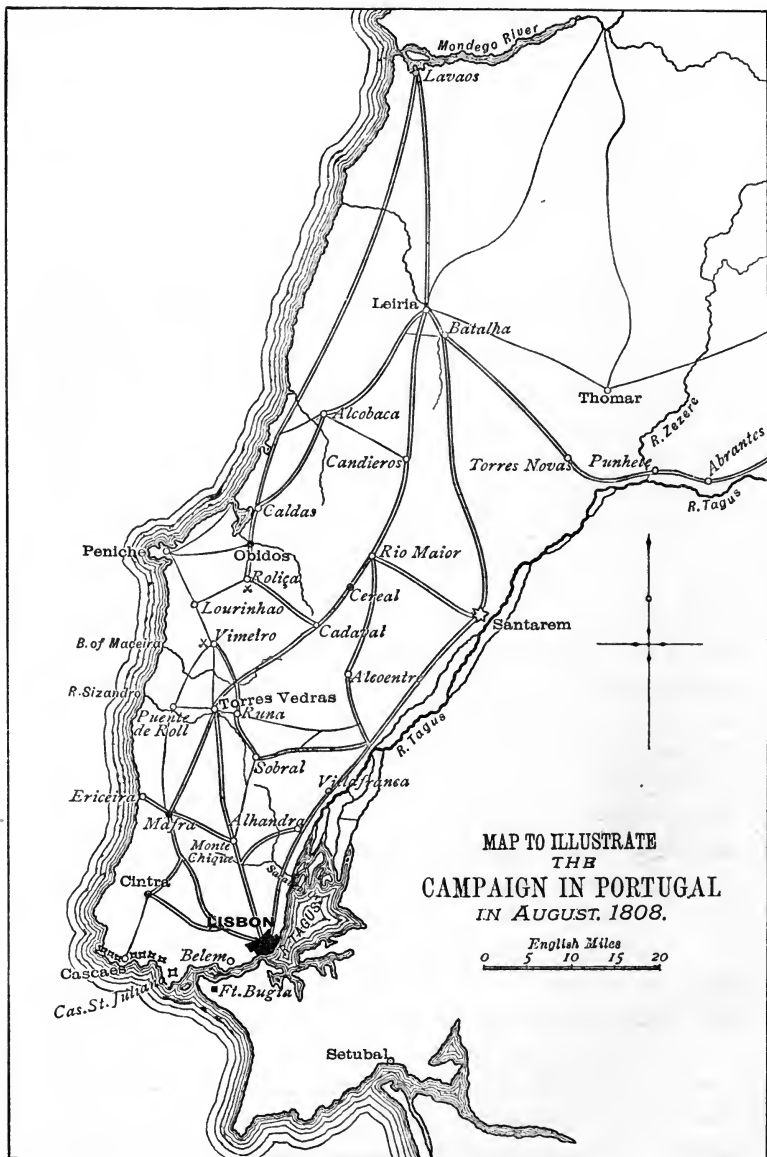 Mondego River
Lavaos
Leiria
Batalha
Thomar
Alcobaca
R. Zezere
Candieros
Torres Novas
Punhete
Abrantes
R. Tagus
Caldas
Peniche
Obidos
Rio Maior
Roliça
Cereal
Lourinhao
Cadaval
Santarem
Vimeiro
B. of Maceira
Alcoentre
R. Sizandro
Torres Vedras
Puente
de Roll
Runa
R. Tagus
Sobral
Villafranca
Ericeira
Mafra
Alhandra
Monte
Chique
Cintra
LISBON
R. TAGUS
Belem
Cascaes
Cas. St. Juliano
Ft. Bugia
Setubal
MAP TO ILLUSTRATE
THE
CAMPAIGN IN PORTUGAL
IN AUGUST, 1808.
English Miles
0 5 10 15 20